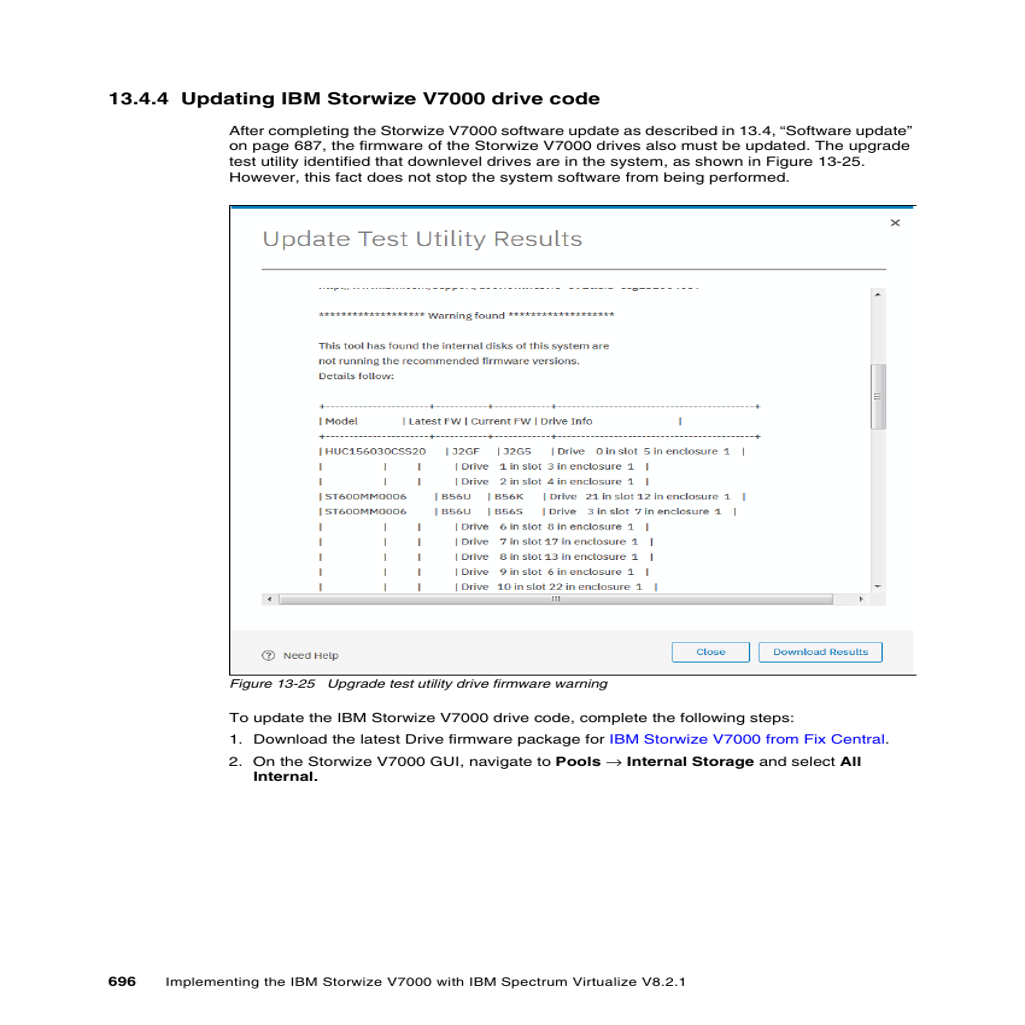 13.4.4 Updating IBM Storwize V7000 drive code
After completing the Storwize V7000 software update as described in 13.4, “Software update”
on page 687, the firmware of the Storwize V7000 drives also must be updated. The upgrade
test utility identified that downlevel drives are in the system, as shown in Figure 13-25.
However, this fact does not stop the system software from being performed.
×
Update Test Utility Results
******************* Warning found *******************
This tool has found the internal disks of this system are
not running the recommended firmware versions.
Details follow:
+----------------------+-----------+------------+------------------------------------------+
| Model | Latest FW | Current FW | Drive Info |
+----------------------+-----------+------------+------------------------------------------+
| HUC156030CSS20 | J2GF | J2G5 | Drive 0 in slot 5 in enclosure 1 |
| | | | Drive 1 in slot 3 in enclosure 1 |
| | | | Drive 2 in slot 4 in enclosure 1 |
| ST600MM0006 | B56U | B56K | Drive 21 in slot 12 in enclosure 1 |
| ST600MM0006 | B56U | B56S | Drive 3 in slot 7 in enclosure 1 |
| | | | Drive 6 in slot 8 in enclosure 1 |
| | | | Drive 7 in slot 17 in enclosure 1 |
| | | | Drive 8 in slot 13 in enclosure 1 |
| | | | Drive 9 in slot 6 in enclosure 1 |
| | | | Drive 10 in slot 22 in enclosure 1 |
? Need Help
Close Download Results
Figure 13-25 Upgrade test utility drive firmware warning
To update the IBM Storwize V7000 drive code, complete the following steps:
1. Download the latest Drive firmware package for IBM Storwize V7000 from Fix Central.
2. On the Storwize V7000 GUI, navigate to Pools → Internal Storage and select All
Internal.
696 Implementing the IBM Storwize V7000 with IBM Spectrum Virtualize V8.2.1